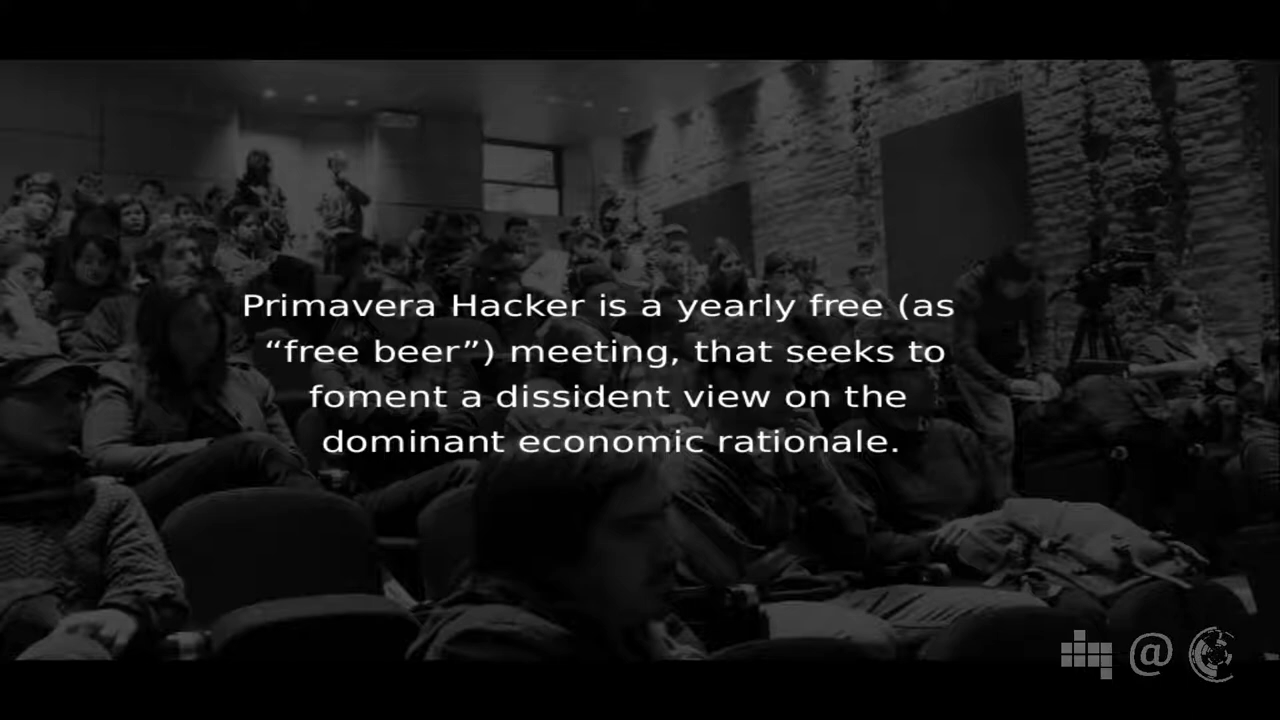 Primavera Hacker is a yearly free (as
“free beer”) meeting, that seeks to
foment a dissident view on the
dominant economic rationale.
@